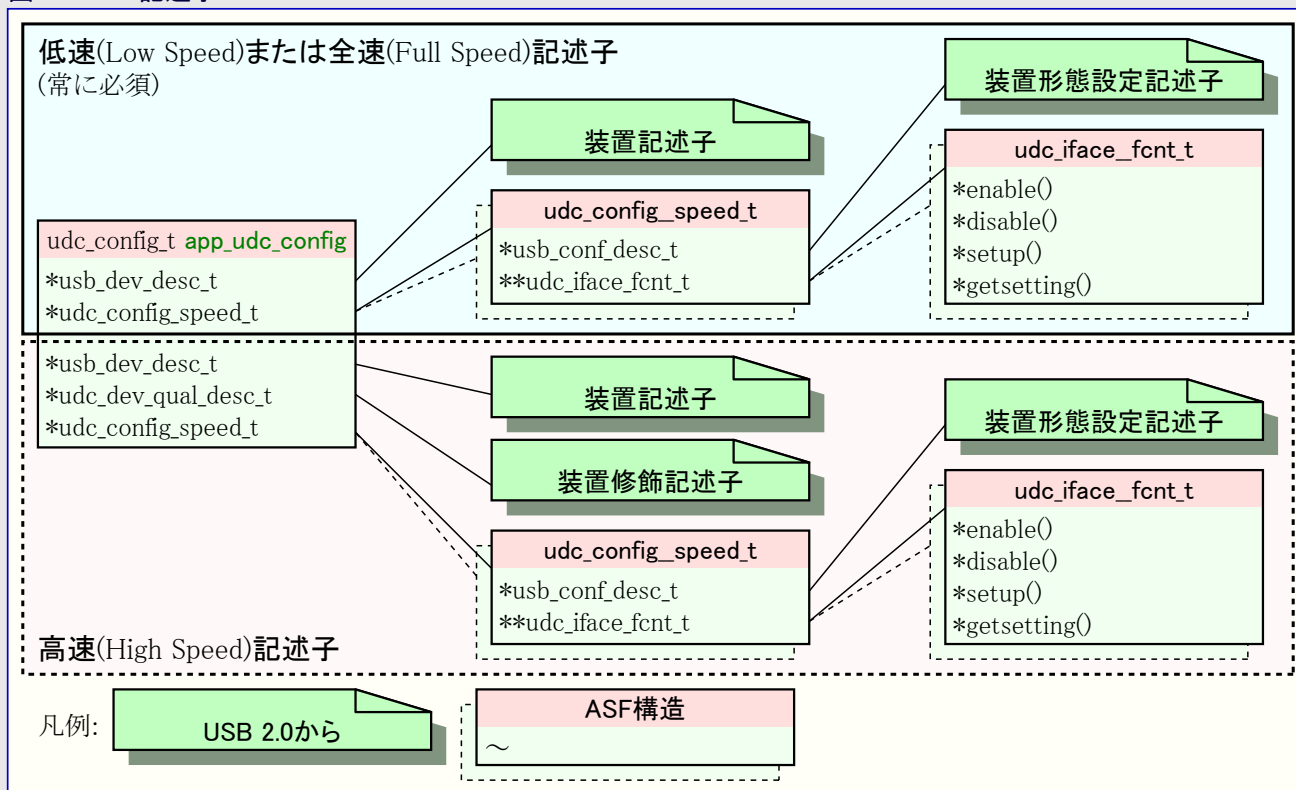 低速(Low Speed)または全速(Full Speed)記述子
(常に必須)
装置記述子
装置形態設定記述子
udc_config_t app_udc_config
*usb_dev_desc_t
*udc_config_speed_t
udc_config_speed_t
*usb_conf_desc_t
**udc_iface_fcnt_t
udc_iface_fcnt_t
*enable()
*disable()
*setup()
*getsetting()
*usb_dev_desc_t
*udc_dev_qual_desc_t
*udc_config_speed_t
装置記述子
装置修飾記述子
装置形態設定記述子
udc_config_speed_t
*usb_conf_desc_t
**udc_iface_fcnt_t
udc_iface_fcnt_t
*enable()
*disable()
*setup()
*getsetting()
高速(High Speed)記述子
凡例:
USB 2.0から
ASF構造
～